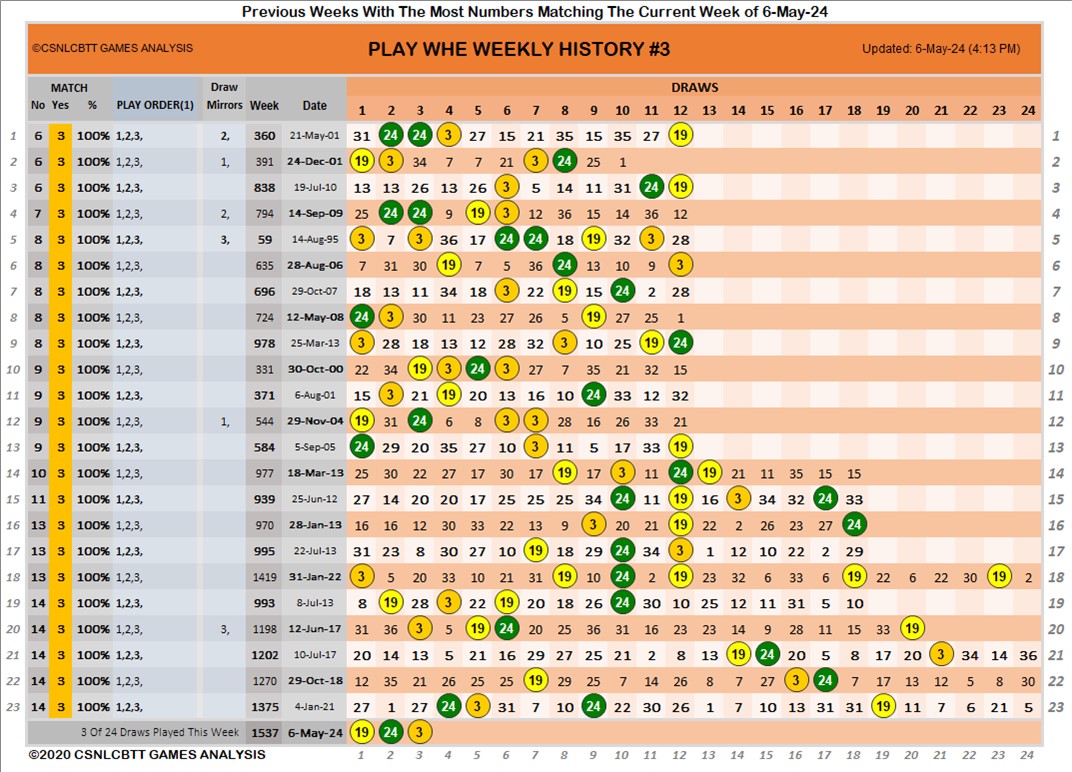 Previous Weeks With The Most Numbers Matching The Current Week of 6-May-24
©CSNLCBTT GAMES ANALYSIS PLAY WHE WEEKLY HISTORY #3 Updated: 6-May-24 (4:13 PM)
MATCH Draw DRAWS
No Yes % PLAY ORDER(1) Mirrors Week Date 1 2 3 4 5 6 7 8 9 10 11 12 13 14 15 16 17 18 19 20 21 22 23 24
1 6 3 100% 1,2,3, 2, 360 21-May-01 31 24 24 3 27 15 21 35 15 35 27 19 1
2 6 3 100% 1,2,3, 1, 391 24-Dec-01 19 3 34 7 7 21 3 24 25 1 2
3 6 3 100% 1,2,3, 838 19-Jul-10 13 13 26 13 26 3 5 14 11 31 24 19 3
4 7 3 100% 1,2,3, 2, 794 14-Sep-09 25 24 24 9 19 3 12 36 15 14 36 12 4
5 8 3 100% 1,2,3, 3, 59 14-Aug-95 3 7 3 36 17 24 24 18 19 32 3 28 5
6 8 3 100% 1,2,3, 635 28-Aug-06 7 31 30 19 7 5 36 24 13 10 9 3 6
7 8 3 100% 1,2,3, 696 29-Oct-07 18 13 11 34 18 3 22 19 15 24 2 28 7
8 8 3 100% 1,2,3, 724 12-May-08 24 3 30 11 23 27 26 5 19 27 25 1 8
9 8 3 100% 1,2,3, 978 25-Mar-13 3 28 18 13 12 28 32 3 10 25 19 24 9
10 9 3 100% 1,2,3, 331 30-Oct-00 22 34 19 3 24 3 27 7 35 21 32 15 10
11 9 3 100% 1,2,3, 371 6-Aug-01 15 3 21 19 20 13 16 10 24 33 12 32 11
12 9 3 100% 1,2,3, 1, 544 29-Nov-04 19 31 24 6 8 3 3 28 16 26 33 21 12
13 9 3 100% 1,2,3, 584 5-Sep-05 24 29 20 35 27 10 3 11 5 17 33 19 13
14 10 3 100% 1,2,3, 977 18-Mar-13 25 30 22 27 17 30 17 19 17 3 11 24 19 21 11 35 15 15 14
15 11 3 100% 1,2,3, 939 25-Jun-12 27 14 20 20 17 25 25 25 34 24 11 19 16 3 34 32 24 33 15
16 13 3 100% 1,2,3, 970 28-Jan-13 16 16 12 30 33 22 13 9 3 20 21 19 22 2 26 23 27 24 16
17 13 3 100% 1,2,3, 995 22-Jul-13 31 23 8 30 27 10 19 18 29 24 34 3 1 12 10 22 2 29 17
18 13 3 100% 1,2,3, 1419 31-Jan-22 3 5 20 33 10 21 31 19 10 24 2 19 23 32 6 33 6 19 22 6 22 30 19 2 18
19 14 3 100% 1,2,3, 993 8-Jul-13 8 19 28 3 22 19 20 18 26 24 30 10 25 12 11 31 5 10 19
20 14 3 100% 1,2,3, 3, 1198 12-Jun-17 31 36 3 5 19 24 20 25 36 31 16 23 23 14 9 28 11 15 33 19 20
21 14 3 100% 1,2,3, 1202 10-Jul-17 20 14 13 5 21 16 29 27 25 21 2 8 13 19 24 20 5 8 17 20 3 34 14 36 21
22 14 3 100% 1,2,3, 1270 29-Oct-18 12 35 21 26 25 25 19 29 25 7 14 26 8 7 27 3 24 7 17 13 12 5 8 30 22
23 14 3 100% 1,2,3, 1375 4-Jan-21 27 1 27 24 3 31 7 10 24 22 30 26 1 7 10 13 31 31 19 11 7 6 21 5 23
3 Of 24 Draws Played This Week 1537 6-May-24 19 24 3
©2020 CSNLCBTT GAMES ANALYSIS 1 2 3 4 5 6 7 8 9 10 11 12 13 14 15 16 17 18 19 20 21 22 23 24